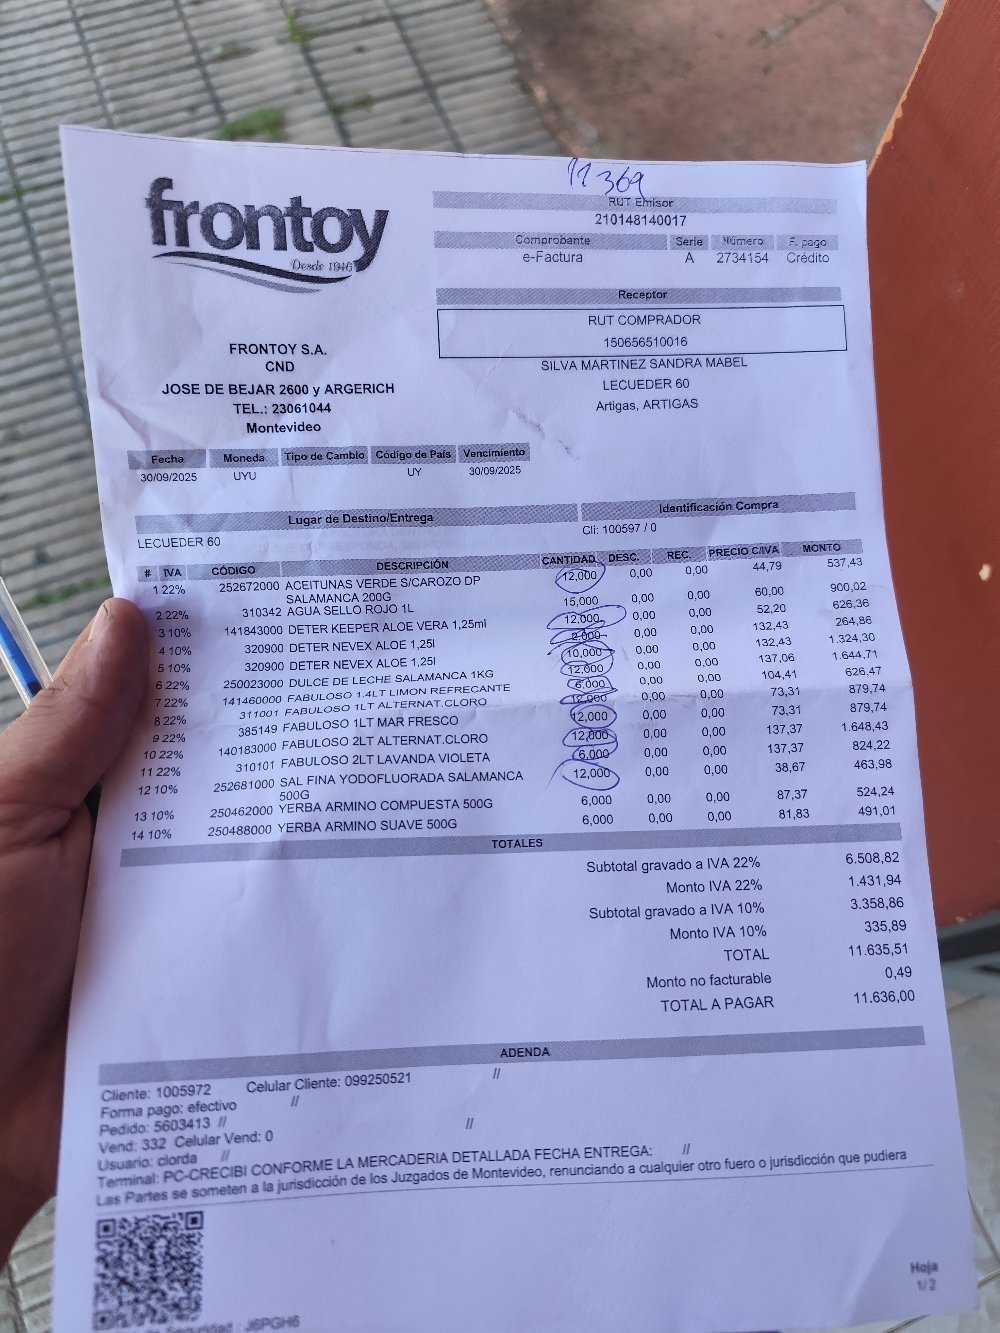 11369
frontoy
Desde 1946
RUT Emisor
210148140017
Comprobante Serie Número F. pago
e-Factura A 2734154 Crédito
Receptor
RUT COMPRADOR
150656510016
SILVA MARTINEZ SANDRA MABEL
LECUEDER 60
Artigas, ARTIGAS
FRONTOY S.A.
CND
JOSE DE BEJAR 2600 y ARGERICH
TEL.: 23061044
Montevideo
Fecha Moneda Tipo de Cambio Código de País Vencimiento
30/09/2025 UYU UY 30/09/2025
Lugar de Destino/Entrega Identificación Compra
LECUEDER 60 Cli: 100597 / 0
# IVA CÓDIGO DESCRIPCIÓN CANTIDAD DESC. REC. PRECIO C/IVA MONTO
1 22% 252672000 ACEITUNAS VERDE S/CAROZO DP 12,000 0,00 0,00 44,79 537,43
SALAMANCA 200G
2 22% 310342 AGUA SELLO ROJO 1L 15,000 0,00 0,00 60,00 900,02
3 10% 141843000 DETER KEEPER ALOE VERA 1,25ml 12,000 0,00 0,00 52,20 626,36
4 10% 320900 DETER NEVEX ALOE 1,25l 2,000 0,00 0,00 132,43 264,86
5 10% 320900 DETER NEVEX ALOE 1,25l 10,000 0,00 0,00 132,43 1.324,30
6 22% 250023000 DULCE DE LECHE SALAMANCA 1KG 12,000 0,00 0,00 137,06 1.644,71
7 22% 141460000 FABULOSO 1.4LT LIMON REFRECANTE 6,000 0,00 0,00 104,41 626,47
8 22% 311001 FABULOSO 1LT ALTERNAT.CLORO 12,000 0,00 0,00 73,31 879,74
9 22% 385149 FABULOSO 1LT MAR FRESCO 12,000 0,00 0,00 73,31 879,74
10 22% 140183000 FABULOSO 2LT ALTERNAT.CLORO 12,000 0,00 0,00 137,37 1.648,43
11 22% 310101 FABULOSO 2LT LAVANDA VIOLETA 6,000 0,00 0,00 137,37 824,22
12 10% 252681000 SAL FINA YODOFLUORADA SALAMANCA 12,000 0,00 0,00 38,67 463,98
500G
13 10% 250462000 YERBA ARMINO COMPUESTA 500G 6,000 0,00 0,00 87,37 524,24
14 10% 250488000 YERBA ARMINO SUAVE 500G 6,000 0,00 0,00 81,83 491,01
TOTALES
Subtotal gravado a IVA 22% 6.508,82
Monto IVA 22% 1.431,94
Subtotal gravado a IVA 10% 3.358,86
Monto IVA 10% 335,89
TOTAL 11.635,51
Monto no facturable 0,49
TOTAL A PAGAR 11.636,00
ADENDA
Cliente: 1005972 Celular Cliente: 099250521 //
Forma pago: efectivo //
Pedido: 5603413 // //
Vend: 332 Celular Vend: 0
Usuario: clorda //
Terminal: PC-CRECIBI CONFORME LA MERCADERIA DETALLADA FECHA ENTREGA: //
Las Partes se someten a la jurisdicción de los Juzgados de Montevideo, renunciando a cualquier otro fuero o jurisdicción que pudiera
Hoja
1/2
: J6PGH6